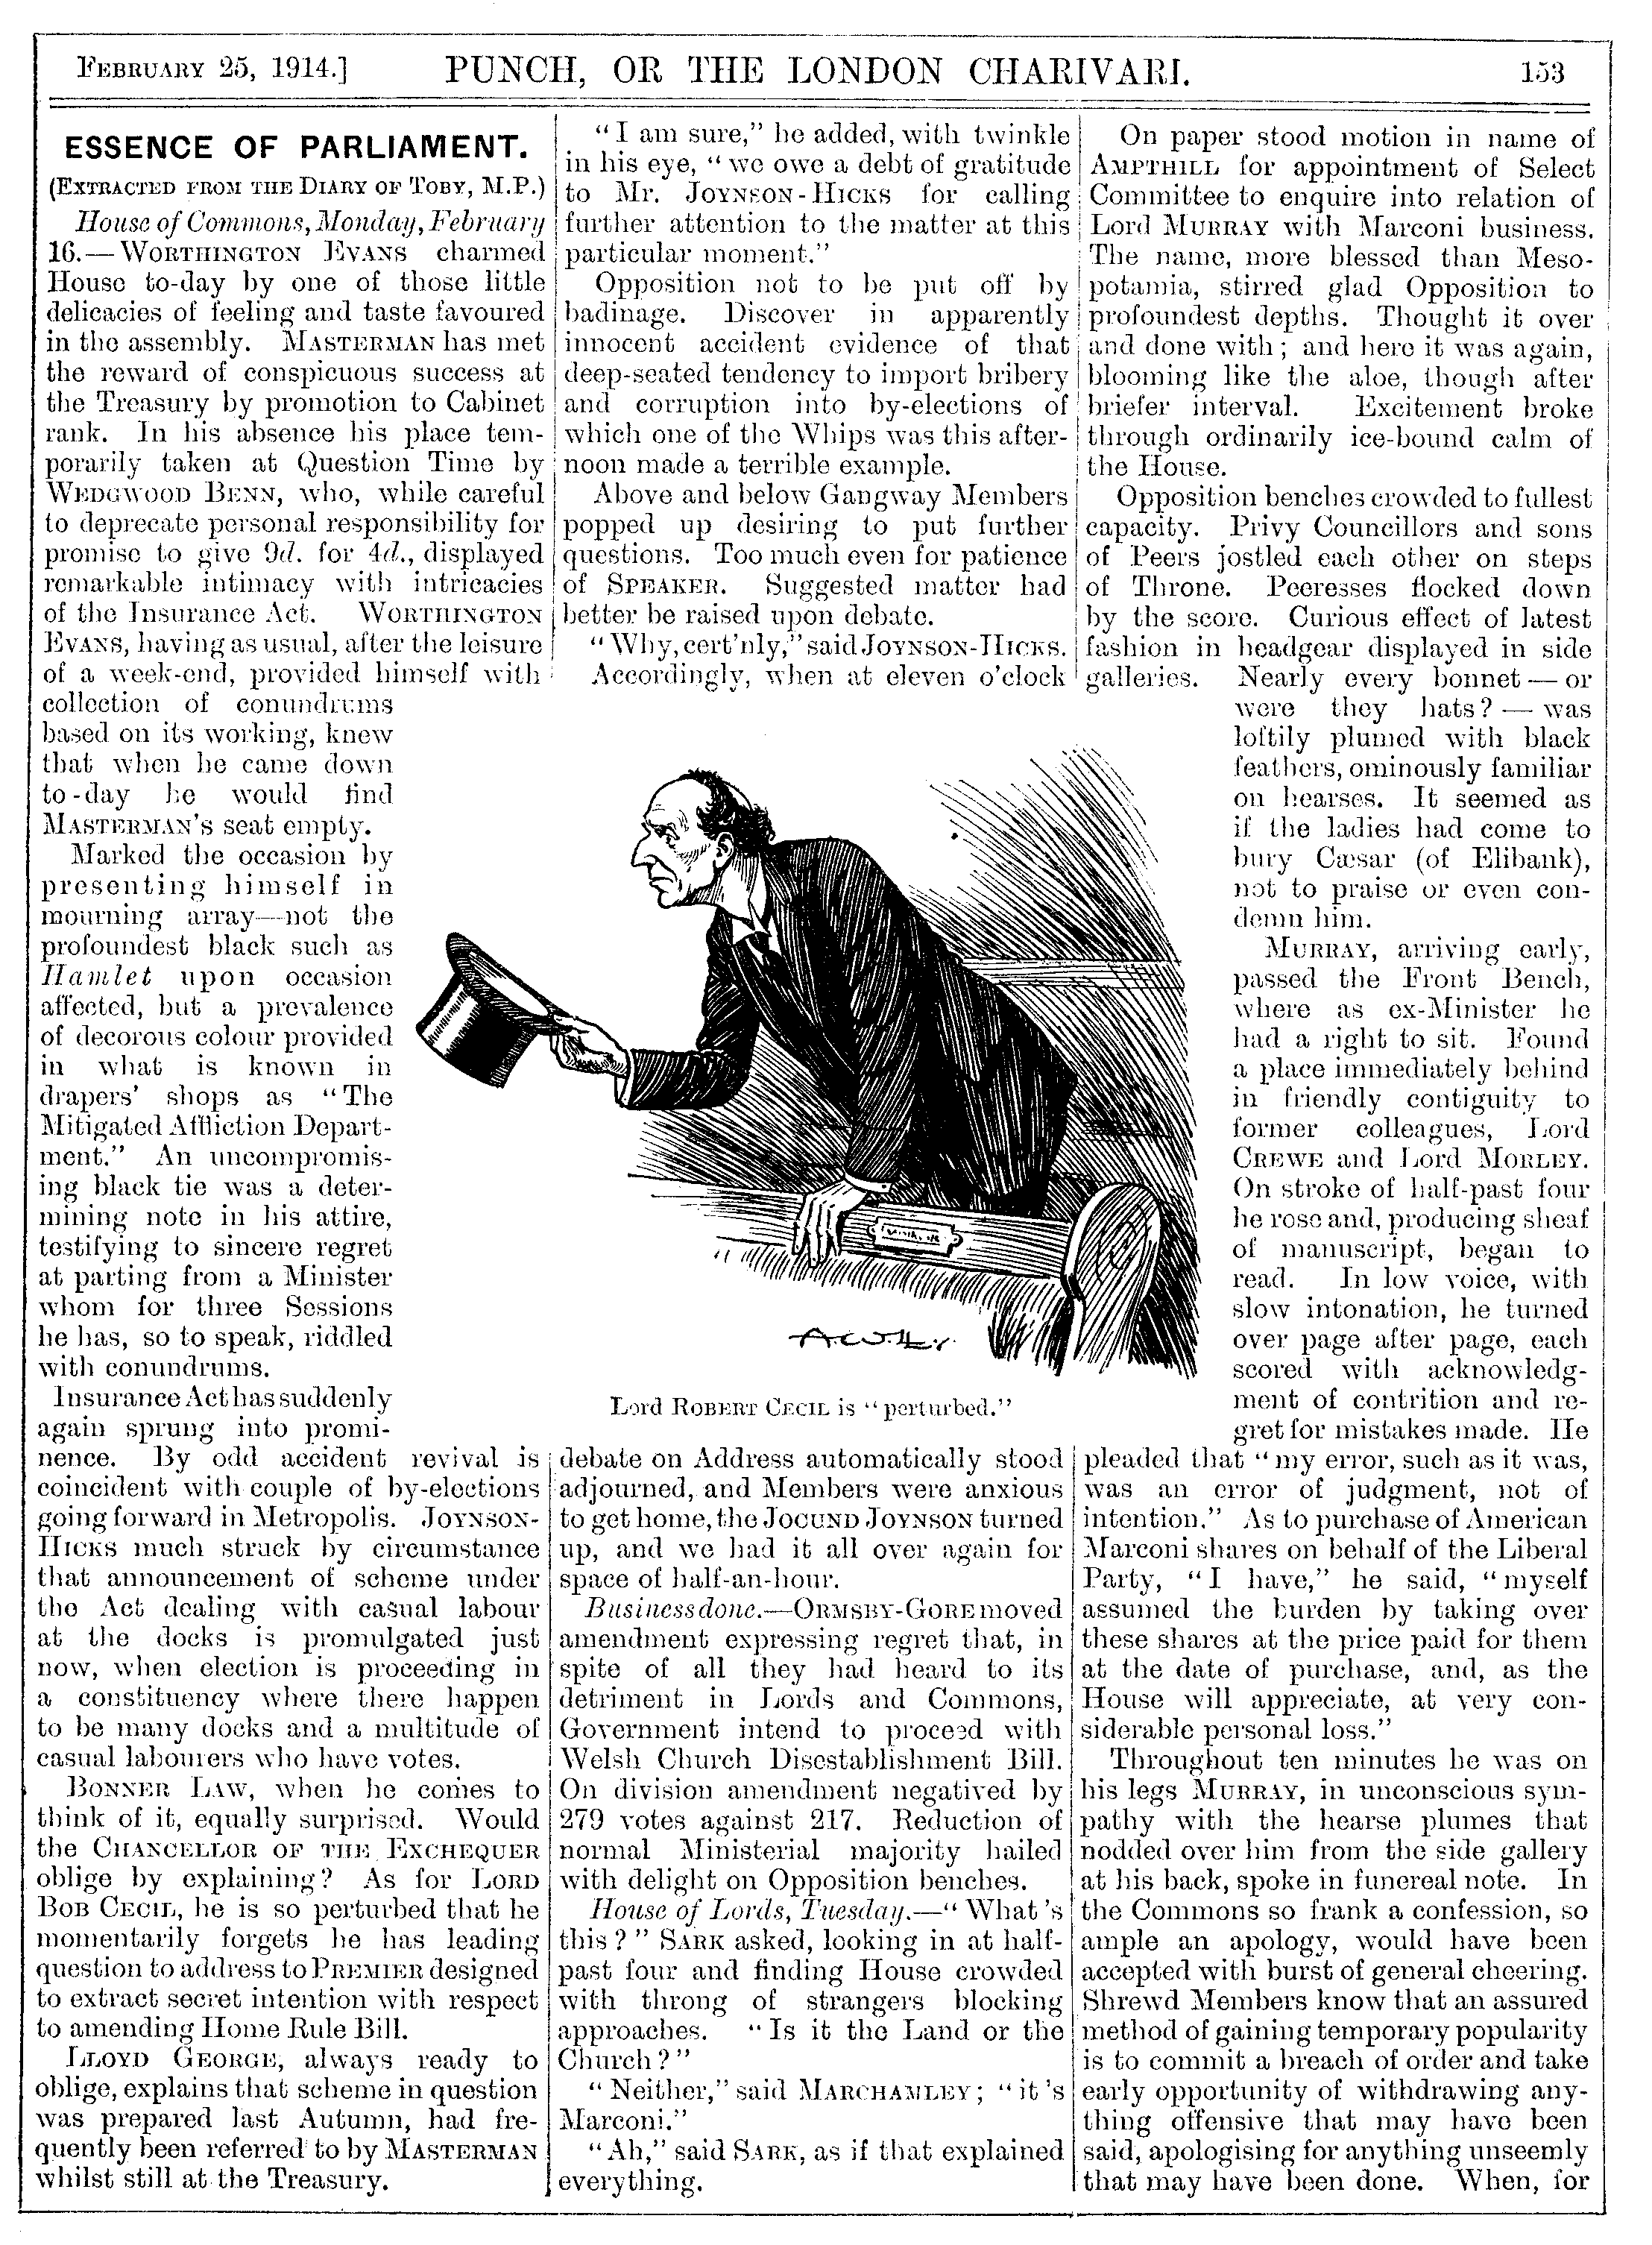 FEBRUARY 25, 1914.] PUNCH, OR THE LONDON CHARIVARI. 153
ESSENCE OF PARLIAMENT.
(EXTRACTED FROM THE DIARY OF TOBY, M.P.)
House of Commons, Monday, February
16.—WORTHINGTON EVANS charmed
House to-day by one of those little
delicacies of feeling and taste favoured
in the assembly. MASTERMAN has met
the reward of conspicuous success at
the Treasury by promotion to Cabinet
rank. In his absence his place tem-
porarily taken at Question Time by
WEDGWOOD BENN, who, while careful
to deprecate personal responsibility for
promise to give 9d. for 4d., displayed
remarkable intimacy with intricacies
of the Insurance Act. WORTHINGTON
EVANS, having as usual, after the leisure
of a week-end, provided himself with
collection of conundrums
based on its working, knew
that when he came down
to-day he would find
MASTERMAN'S seat empty.
Marked the occasion by
presenting himself in
mourning array—not the
profoundest black such as
Hamlet upon occasion
affected, but a prevalence
of decorous colour provided
in what is known in
drapers' shops as "The
Mitigated Affliction Depart-
ment." An uncompromis-
ing black tie was a deter-
mining note in his attire,
testifying to sincere regret
at parting from a Minister
whom for three Sessions
he has, so to speak, riddled
with conundrums.
Insurance Act has suddenly
again sprung into promi-
nence. By odd accident revival is
coincident with couple of by-elections
going forward in Metropolis. JOYNSON-
HICKS much struck by circumstance
that announcement of scheme under
the Act dealing with casual labour
at the docks is promulgated just
now, when election is proceeding in
a constituency where there happen
to be many docks and a multitude of
casual labourers who have votes.
BONNER LAW, when he comes to
think of it, equally surprised. Would
the CHANCELLOR OF THE EXCHEQUER
oblige by explaining? As for LORD
BOB CECIL, he is so perturbed that he
momentarily forgets he has leading
question to address to PREMIER designed
to extract secret intention with respect
to amending Home Rule Bill.
LLOYD GEORGE, always ready to
oblige, explains that scheme in question
was prepared last Autumn, had fre-
quently been referred to by MASTERMAN
whilst still at the Treasury.
"I am sure," he added, with twinkle
in his eye, "we owe a debt of gratitude
to Mr. JOYNSON-HICKS for calling
further attention to the matter at this
particular moment."
Opposition not to be put off by
badinage. Discover in apparently
innocent accident evidence of that
deep-seated tendency to import bribery
and corruption into by-elections of
which one of the Whips was this after-
noon made a terrible example.
Above and below Gangway Members
popped up desiring to put further
questions. Too much even for patience
of SPEAKER. Suggested matter had
better be raised upon debate.
"Why, cert'nly," said JOYNSON-HICKS.
Accordingly, when at eleven o'clock
A.W.LL.Y.
Lord ROBERT CECIL is "perturbed."
debate on Address automatically stood
adjourned, and Members were anxious
to get home, the JOCUND JOYNSON turned
up, and we had it all over again for
space of half-an-hour.
Business done.—ORMSBY-GORE moved
amendment expressing regret that, in
spite of all they had heard to its
detriment in Lords and Commons,
Government intend to proceed with
Welsh Church Disestablishment Bill.
On division amendment negatived by
279 votes against 217. Reduction of
normal Ministerial majority hailed
with delight on Opposition benches.
House of Lords, Tuesday.—"What's
this?" SARK asked, looking in at half-
past four and finding House crowded
with throng of strangers blocking
approaches. "Is it the Land or the
Church?"
"Neither," said MARCHAMLEY; "it's
Marconi."
"Ah," said SARK, as if that explained
everything.
On paper stood motion in name of
AMPTHILL for appointment of Select
Committee to enquire into relation of
Lord MURRAY with Marconi business.
The name, more blessed than Meso-
potamia, stirred glad Opposition to
profoundest depths. Thought it over
and done with; and here it was again,
blooming like the aloe, though after
briefer interval. Excitement broke
through ordinarily ice-bound calm of
the House.
Opposition benches crowded to fullest
capacity. Privy Councillors and sons
of Peers jostled each other on steps
of Throne. Peeresses flocked down
by the score. Curious effect of latest
fashion in headgear displayed in side
galleries. Nearly every bonnet—or
were they hats?—was
loftily plumed with black
feathers, ominously familiar
on hearses. It seemed as
if the ladies had come to
bury Cæsar (of Elibank),
not to praise or even con-
demn him.
MURRAY, arriving early,
passed the Front Bench,
where as ex-Minister he
had a right to sit. Found
a place immediately behind
in friendly contiguity to
former colleagues, Lord
CREWE and Lord MORLEY.
On stroke of half-past four
he rose and, producing sheaf
of manuscript, began to
read. In low voice, with
slow intonation, he turned
over page after page, each
scored with acknowledg-
ment of contrition and re-
gret for mistakes made. He
pleaded that "my error, such as it was,
was an error of judgment, not of
intention." As to purchase of American
Marconi shares on behalf of the Liberal
Party, "I have," he said, "myself
assumed the burden by taking over
these shares at the price paid for them
at the date of purchase, and, as the
House will appreciate, at very con-
siderable personal loss."
Throughout ten minutes he was on
his legs MURRAY, in unconscious sym-
pathy with the hearse plumes that
nodded over him from the side gallery
at his back, spoke in funereal note. In
the Commons so frank a confession, so
ample an apology, would have been
accepted with burst of general cheering.
Shrewd Members know that an assured
method of gaining temporary popularity
is to commit a breach of order and take
early opportunity of withdrawing any-
thing offensive that may have been
said, apologising for anything unseemly
that may have been done. When, for